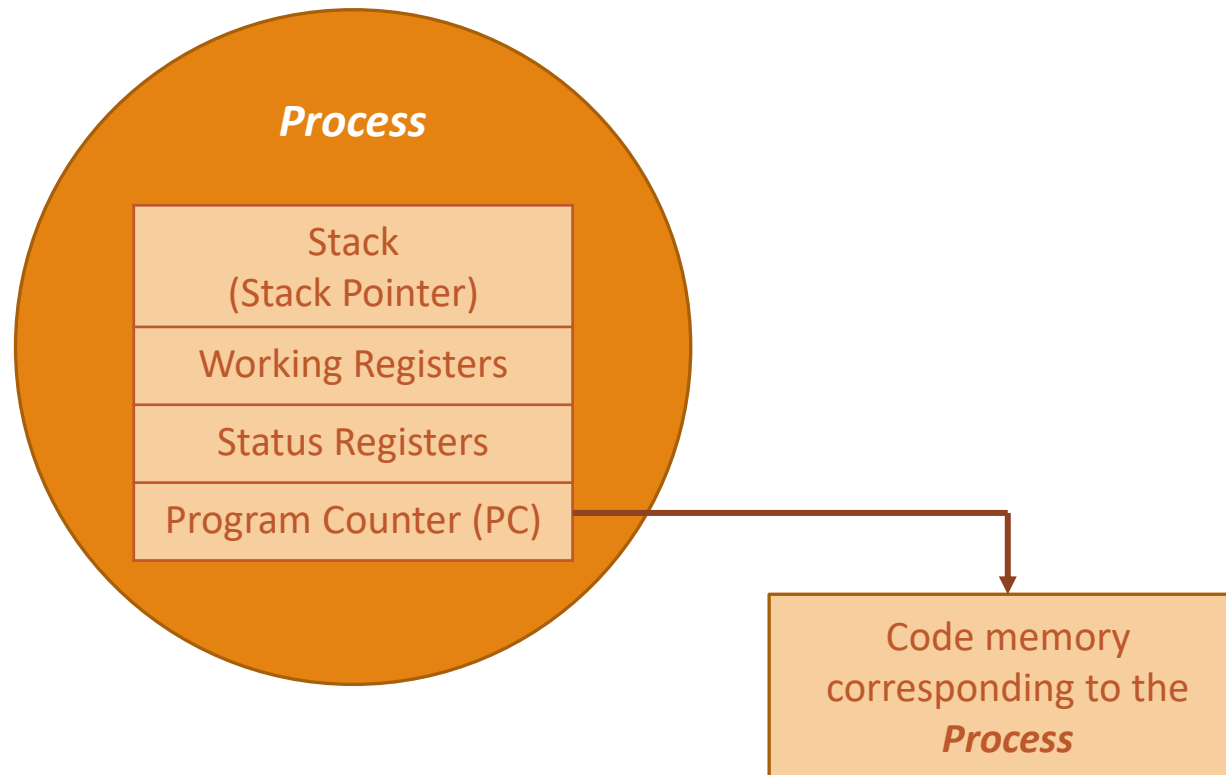 Process
Stack
(Stack Pointer)
Working Registers
Status Registers
Program Counter (PC)
Code memory
corresponding to the
Process